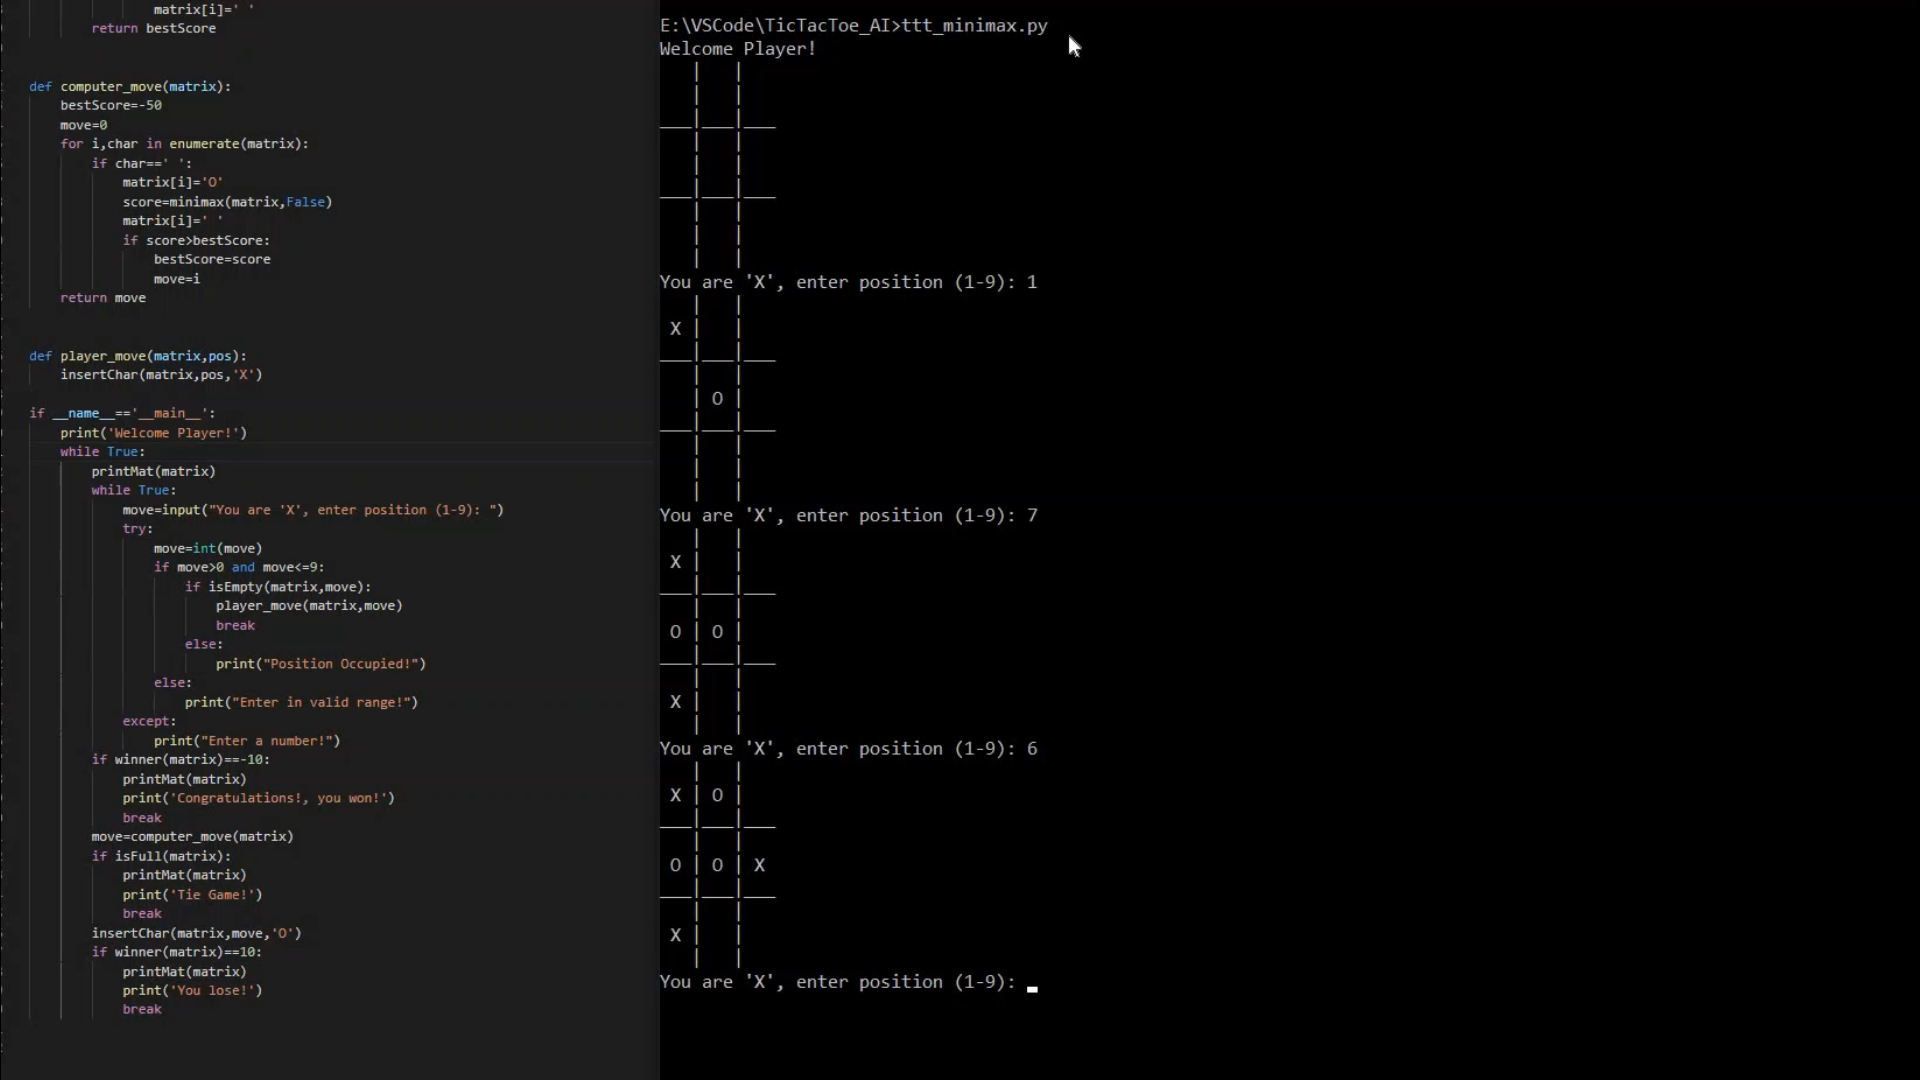 matrix[i]=' '
return bestScore
def computer_move(matrix):
bestScore=-50
move=0
for i,char in enumerate(matrix):
if char==' ':
matrix[i]='O'
score=minimax(matrix,False)
matrix[i]=' '
if score>bestScore:
bestScore=score
move=i
return move
def player_move(matrix,pos):
insertChar(matrix,pos,'X')
if __name__=='__main__':
print('Welcome Player!')
while True:
printMat(matrix)
while True:
move=input("You are 'X', enter position (1-9): ")
try:
move=int(move)
if move>0 and move<=9:
if isEmpty(matrix,move):
player_move(matrix,move)
break
else:
print("Position Occupied!")
else:
print("Enter in valid range!")
except:
print("Enter a number!")
if winner(matrix)==-10:
printMat(matrix)
print('Congratulations!, you won!')
break
move=computer_move(matrix)
if isFull(matrix):
printMat(matrix)
print('Tie Game!')
break
insertChar(matrix,move,'O')
if winner(matrix)==10:
printMat(matrix)
print('You lose!')
break
E:\VSCode\TicTacToe_AI>ttt_minimax.py
Welcome Player!
| |
| |
___|___|___
| |
| |
___|___|___
| |
| |
| |
You are 'X', enter position (1-9): 1
| |
X | |
___|___|___
| |
| O |
___|___|___
| |
| |
| |
You are 'X', enter position (1-9): 7
| |
X | |
___|___|___
| |
O | O |
___|___|___
| |
X | |
| |
You are 'X', enter position (1-9): 6
| |
X | O |
___|___|___
| |
O | O | X
___|___|___
| |
X | |
| |
You are 'X', enter position (1-9):